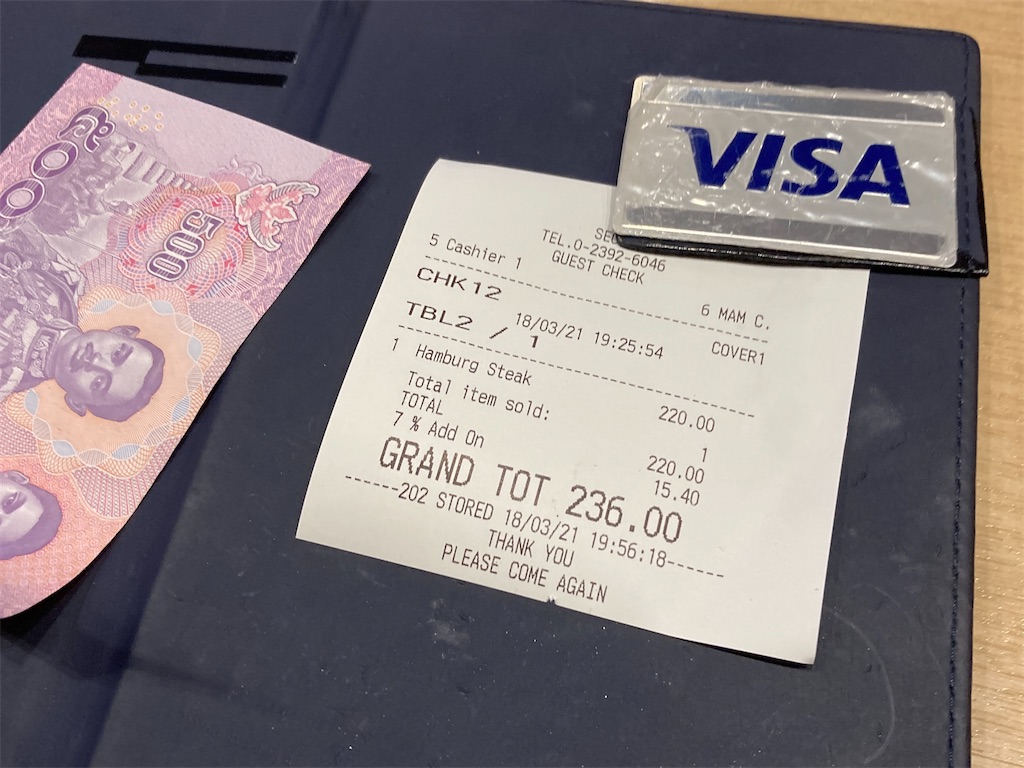 ๕๐๐
500
VISA
TEL.0-2392-6046
GUEST CHECK
5 Cashier 1 6 MAM C.
CHK12 COVER1
18/03/21 19:25:54
TBL2 / 1
1 Hamburg Steak 220.00
Total item sold: 1
TOTAL 220.00
7 % Add On 15.40
GRAND TOT 236.00
------202 STORED 18/03/21 19:56:18------
THANK YOU
PLEASE COME AGAIN